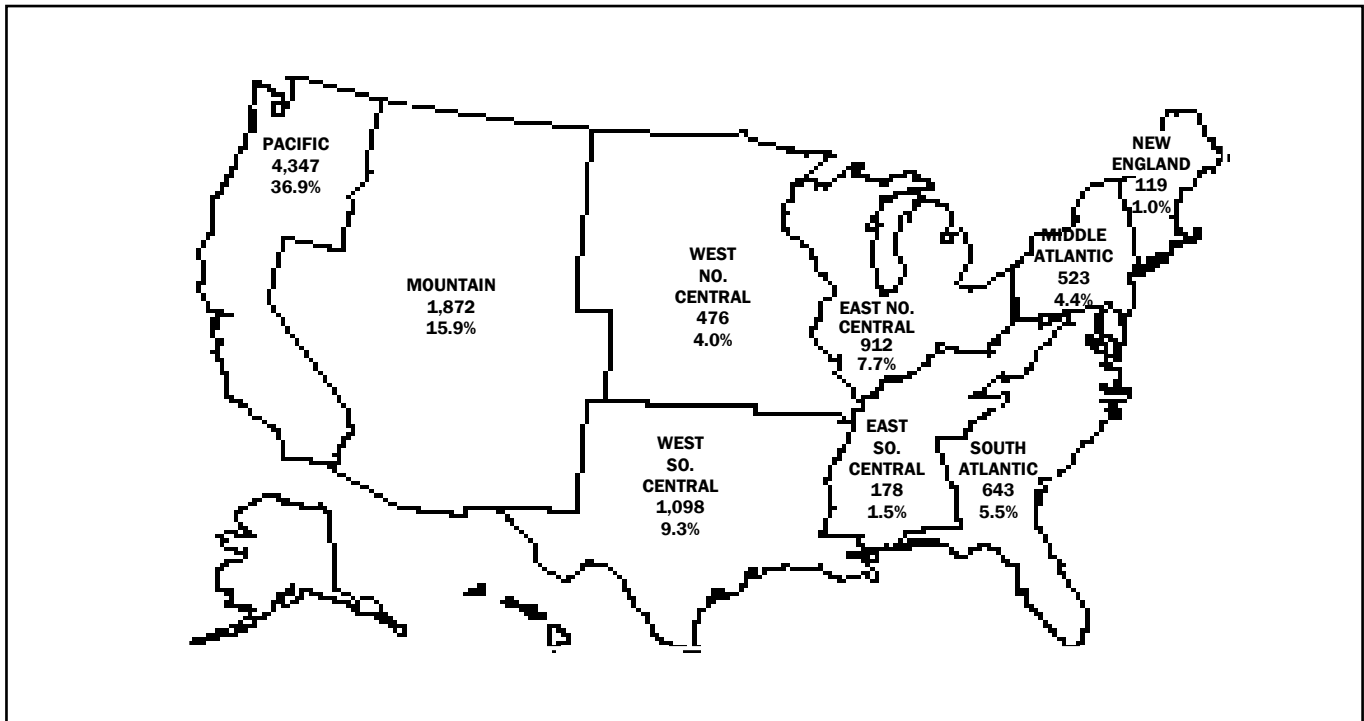 PACIFIC
4,347
36.9%
MOUNTAIN
1,872
15.9%
WEST
NO.
CENTRAL
476
4.0%
WEST
SO.
CENTRAL
1,098
9.3%
EAST NO.
CENTRAL
912
7.7%
EAST
SO.
CENTRAL
178
1.5%
SOUTH
ATLANTIC
643
5.5%
MIDDLE
ATLANTIC
523
4.4%
NEW
ENGLAND
119
1.0%